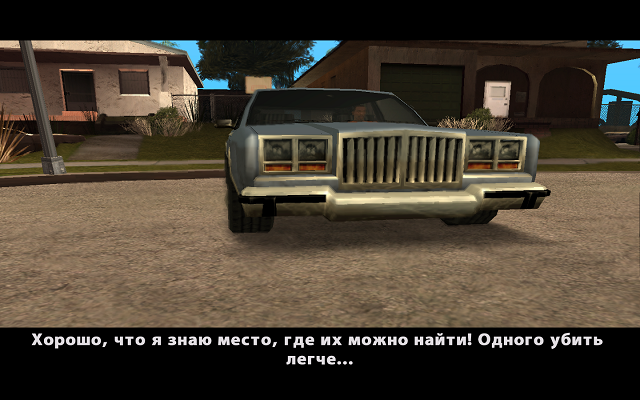 Хорошо, что я знаю место, где их можно найти! Одного убить
легче...